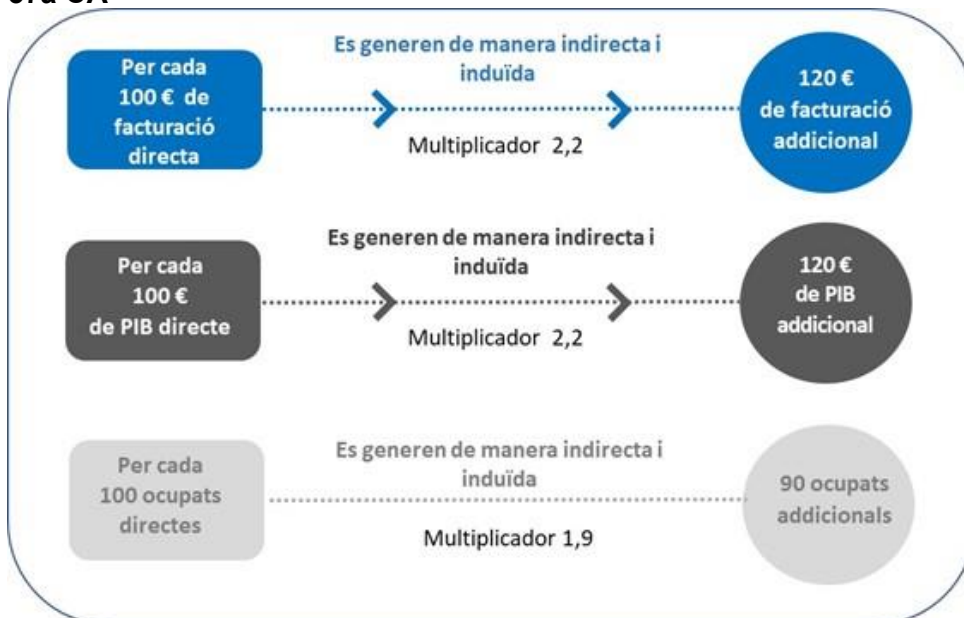 Per cada
100 € de
facturació
directa
Es generen de manera indirecta i
induïda
Multiplicador 2,2
120 €
de facturació
addicional
Per cada
100 €
de PIB directe
Es generen de manera indirecta i
induïda
Multiplicador 2,2
120 €
de PIB
addicional
Per cada
100 ocupats
directes
Es generen de manera indirecta i
induïda
Multiplicador 1,9
90 ocupats
addicionals